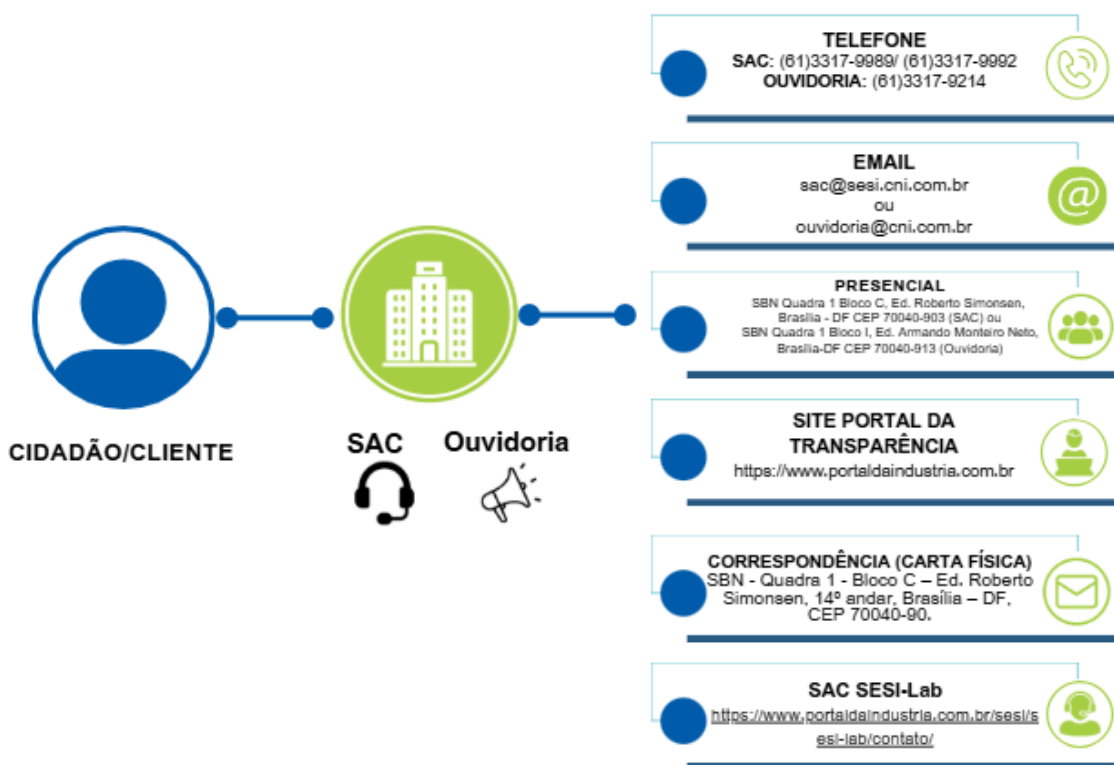 CIDADÃO/CLIENTE
SAC
Ouvidoria
TELEFONE
SAC: (61)3317-9989/ (61)3317-9992
OUVIDORIA: (61)3317-9214
EMAIL
sac@sesi.cni.com.br
ou
ouvidoria@cni.com.br
PRESENCIAL
SBN Quadra 1 Bloco C, Ed. Roberto Simonsen,
Brasília - DF CEP 70040-903 (SAC) ou
SBN Quadra 1 Bloco I, Ed. Armando Monteiro Neto,
Brasília-DF CEP 70040-913 (Ouvidoria)
SITE PORTAL DA
TRANSPARÊNCIA
https://www.portaldaindustria.com.br
CORRESPONDÊNCIA (CARTA FÍSICA)
SBN - Quadra 1 - Bloco C – Ed. Roberto
Simonsen, 14º andar, Brasília – DF,
CEP 70040-90.
SAC SESI-Lab
https://www.portaldaindustria.com.br/sesi/s
esi-lab/contato/